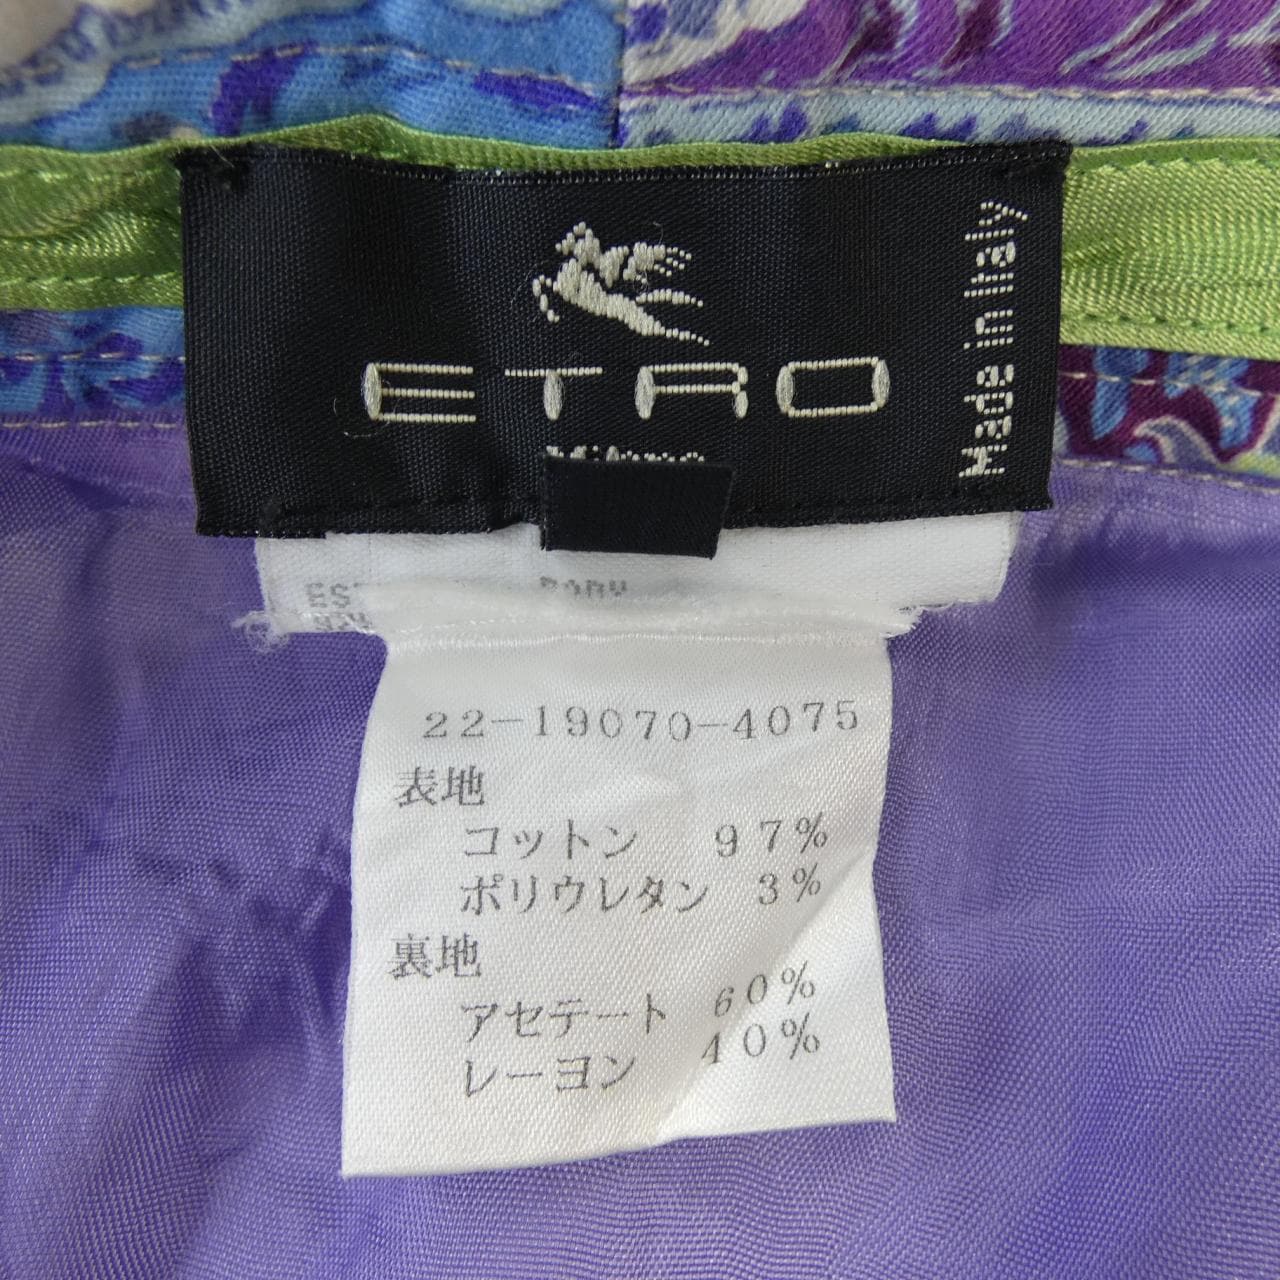 ETRO
Milano
Made in Italy
22-19070-4075
表地
コットン 97%
ポリウレタン 3%
裏地
アセテート 60%
レーヨン 40%